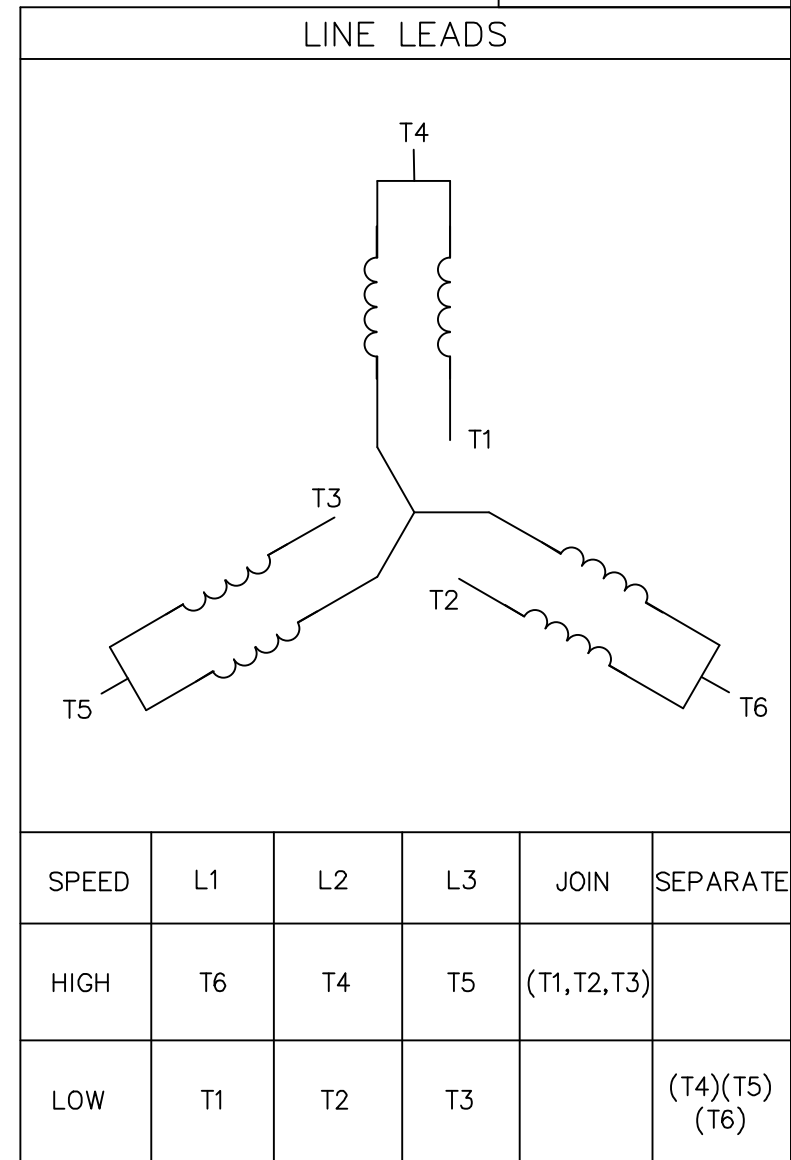 LINE LEADS
T4
T1
T3
T2
T5
T6
SPEED L1 L2 L3 JOIN SEPARATE
HIGH T6 T4 T5 (T1,T2,T3)
LOW T1 T2 T3 (T4)(T5)
(T6)